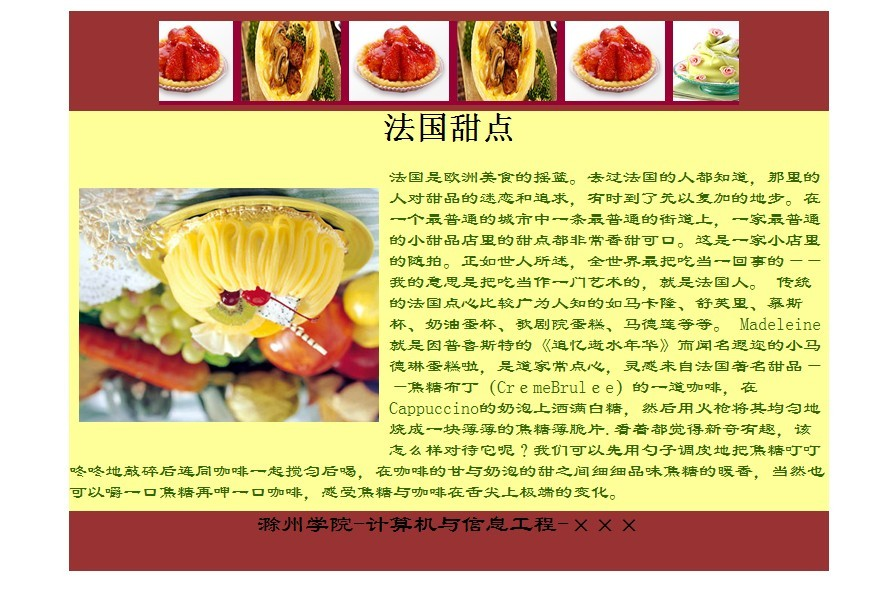 法国甜点
法国是欧洲美食的摇篮。去过法国的人都知道，那里的
人对甜品的迷恋和追求，有时到了无以复加的地步。在
一个最普通的城市中一条最普通的街道上，一家最普通
的小甜品店里的甜点都非常香甜可口。这是一家小店里
的随拍。正如世人所述，全世界最把吃当一回事的－－
我的意思是把吃当作一门艺术的，就是法国人。 传统
的法国点心比较广为人知的如马卡隆、舒芙里、慕斯
杯、奶油蛋杯、歌剧院蛋糕、马德莲等等。 Madeleine
就是因普鲁斯特的《追忆逝水年华》而闻名遐迩的小马
德琳蛋糕啦，是道家常点心，灵感来自法国著名甜品－
－焦糖布丁（CremeBrulee）的一道咖啡，在
Cappuccino的奶泡上洒满白糖，然后用火枪将其均匀地
烧成一块薄薄的焦糖薄脆片.看着都觉得新奇有趣，该
怎么样对待它呢？我们可以先用勺子调皮地把焦糖叮叮
咚咚地敲碎后连同咖啡一起搅匀后喝，在咖啡的甘与奶泡的甜之间细细品味焦糖的暖香，当然也
可以嚼一口焦糖再呷一口咖啡，感受焦糖与咖啡在舌尖上极端的变化。
滁州学院-计算机与信息工程-×××